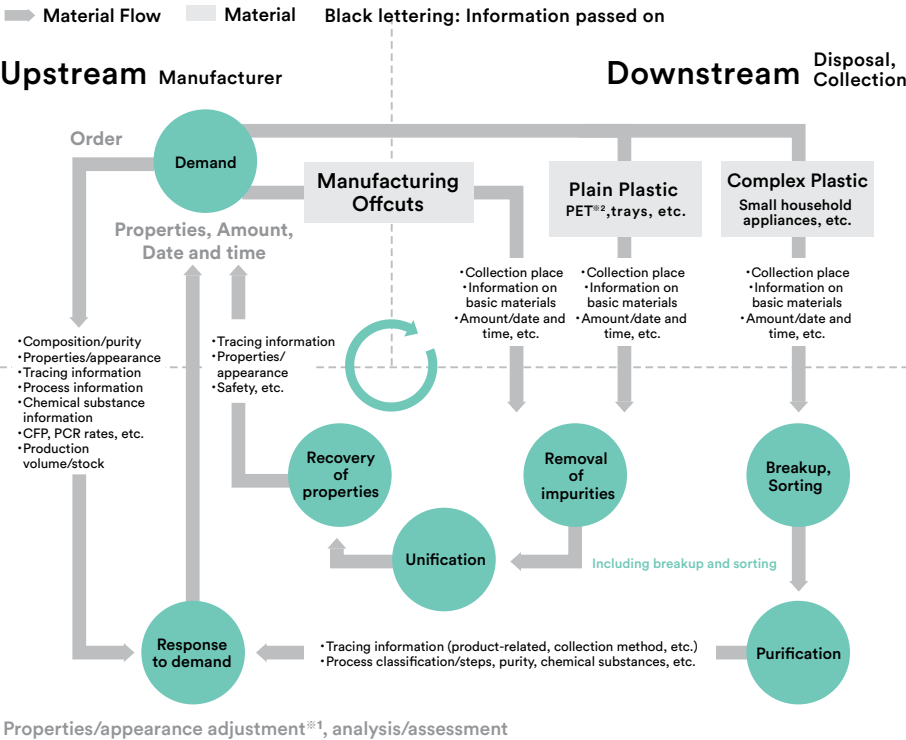 Material Flow
Material
Black lettering: Information passed on
Upstream Manufacturer
Downstream Disposal,
Collection
Order
Demand
Manufacturing
Offcuts
Plain Plastic
PET※2,trays, etc.
Complex Plastic
Small household
appliances, etc.
Properties, Amount,
Date and time
・Collection place
・Information on
basic materials
・Amount/date and
time, etc.
・Collection place
・Information on
basic materials
・Amount/date and
time, etc.
・Collection place
・Information on
basic materials
・Amount/date and
time, etc.
・Composition/purity
・Properties/appearance
・Tracing information
・Process information
・Chemical substance
information
・CFP, PCR rates, etc.
・Production
volume/stock
・Tracing information
・Properties/
appearance
・Safety, etc.
Recovery
of
properties
Removal
of
impurities
Breakup,
Sorting
Unification
Including breakup and sorting
Response
to demand
・Tracing information (product-related, collection method, etc.)
・Process classification/steps, purity, chemical substances, etc.
Purification
Properties/appearance adjustment※1, analysis/assessment